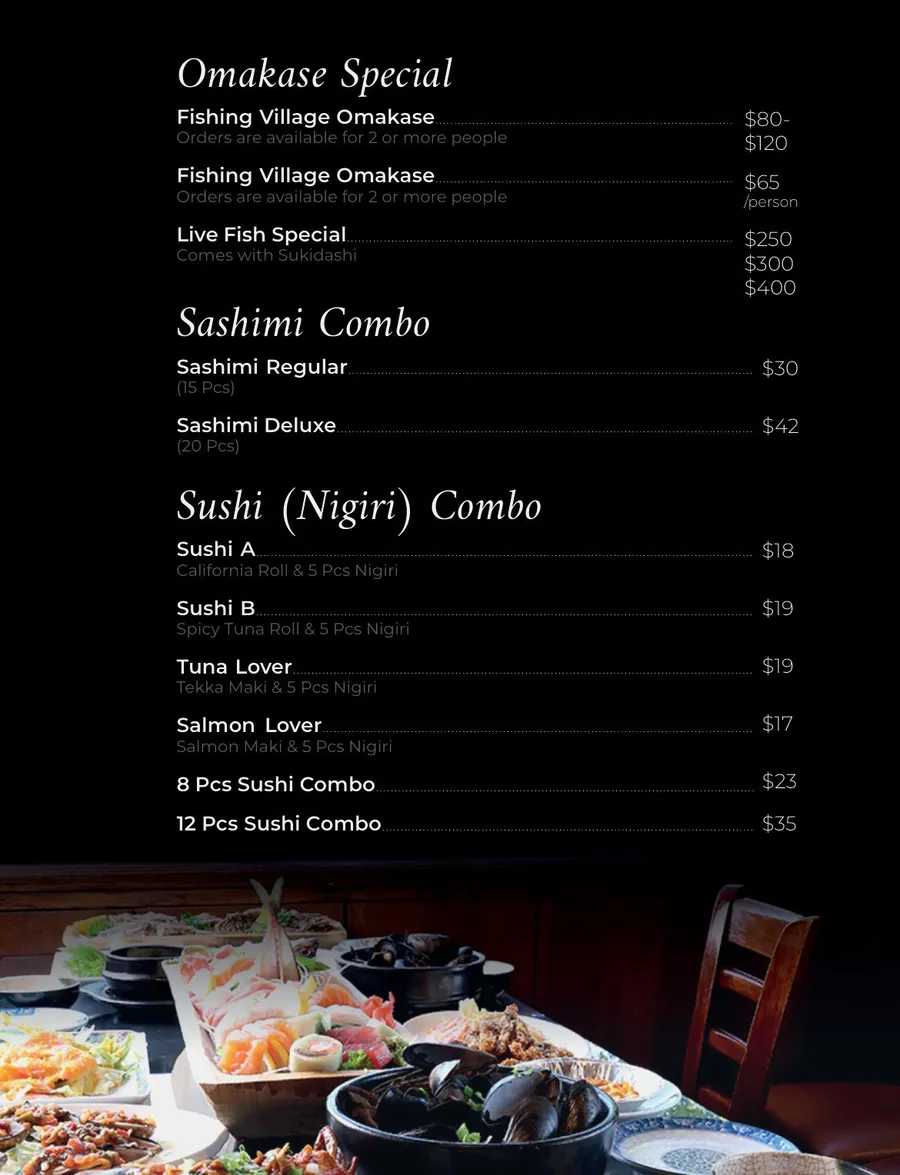 Omakase Special
Fishing Village Omakase $80-
$120
Orders are available for 2 or more people
Fishing Village Omakase $65
/person
Orders are available for 2 or more people
Live Fish Special $250
Comes with Sukidashi
$300
$400
Sashimi Combo
Sashimi Regular $30
(15 Pcs)
Sashimi Deluxe $42
(20 Pcs)
Sushi (Nigiri) Combo
Sushi A $18
California Roll & 5 Pcs Nigiri
Sushi B $19
Spicy Tuna Roll & 5 Pcs Nigiri
Tuna Lover $19
Tekka Maki & 5 Pcs Nigiri
Salmon Lover $17
Salmon Maki & 5 Pcs Nigiri
8 Pcs Sushi Combo $23
12 Pcs Sushi Combo $35